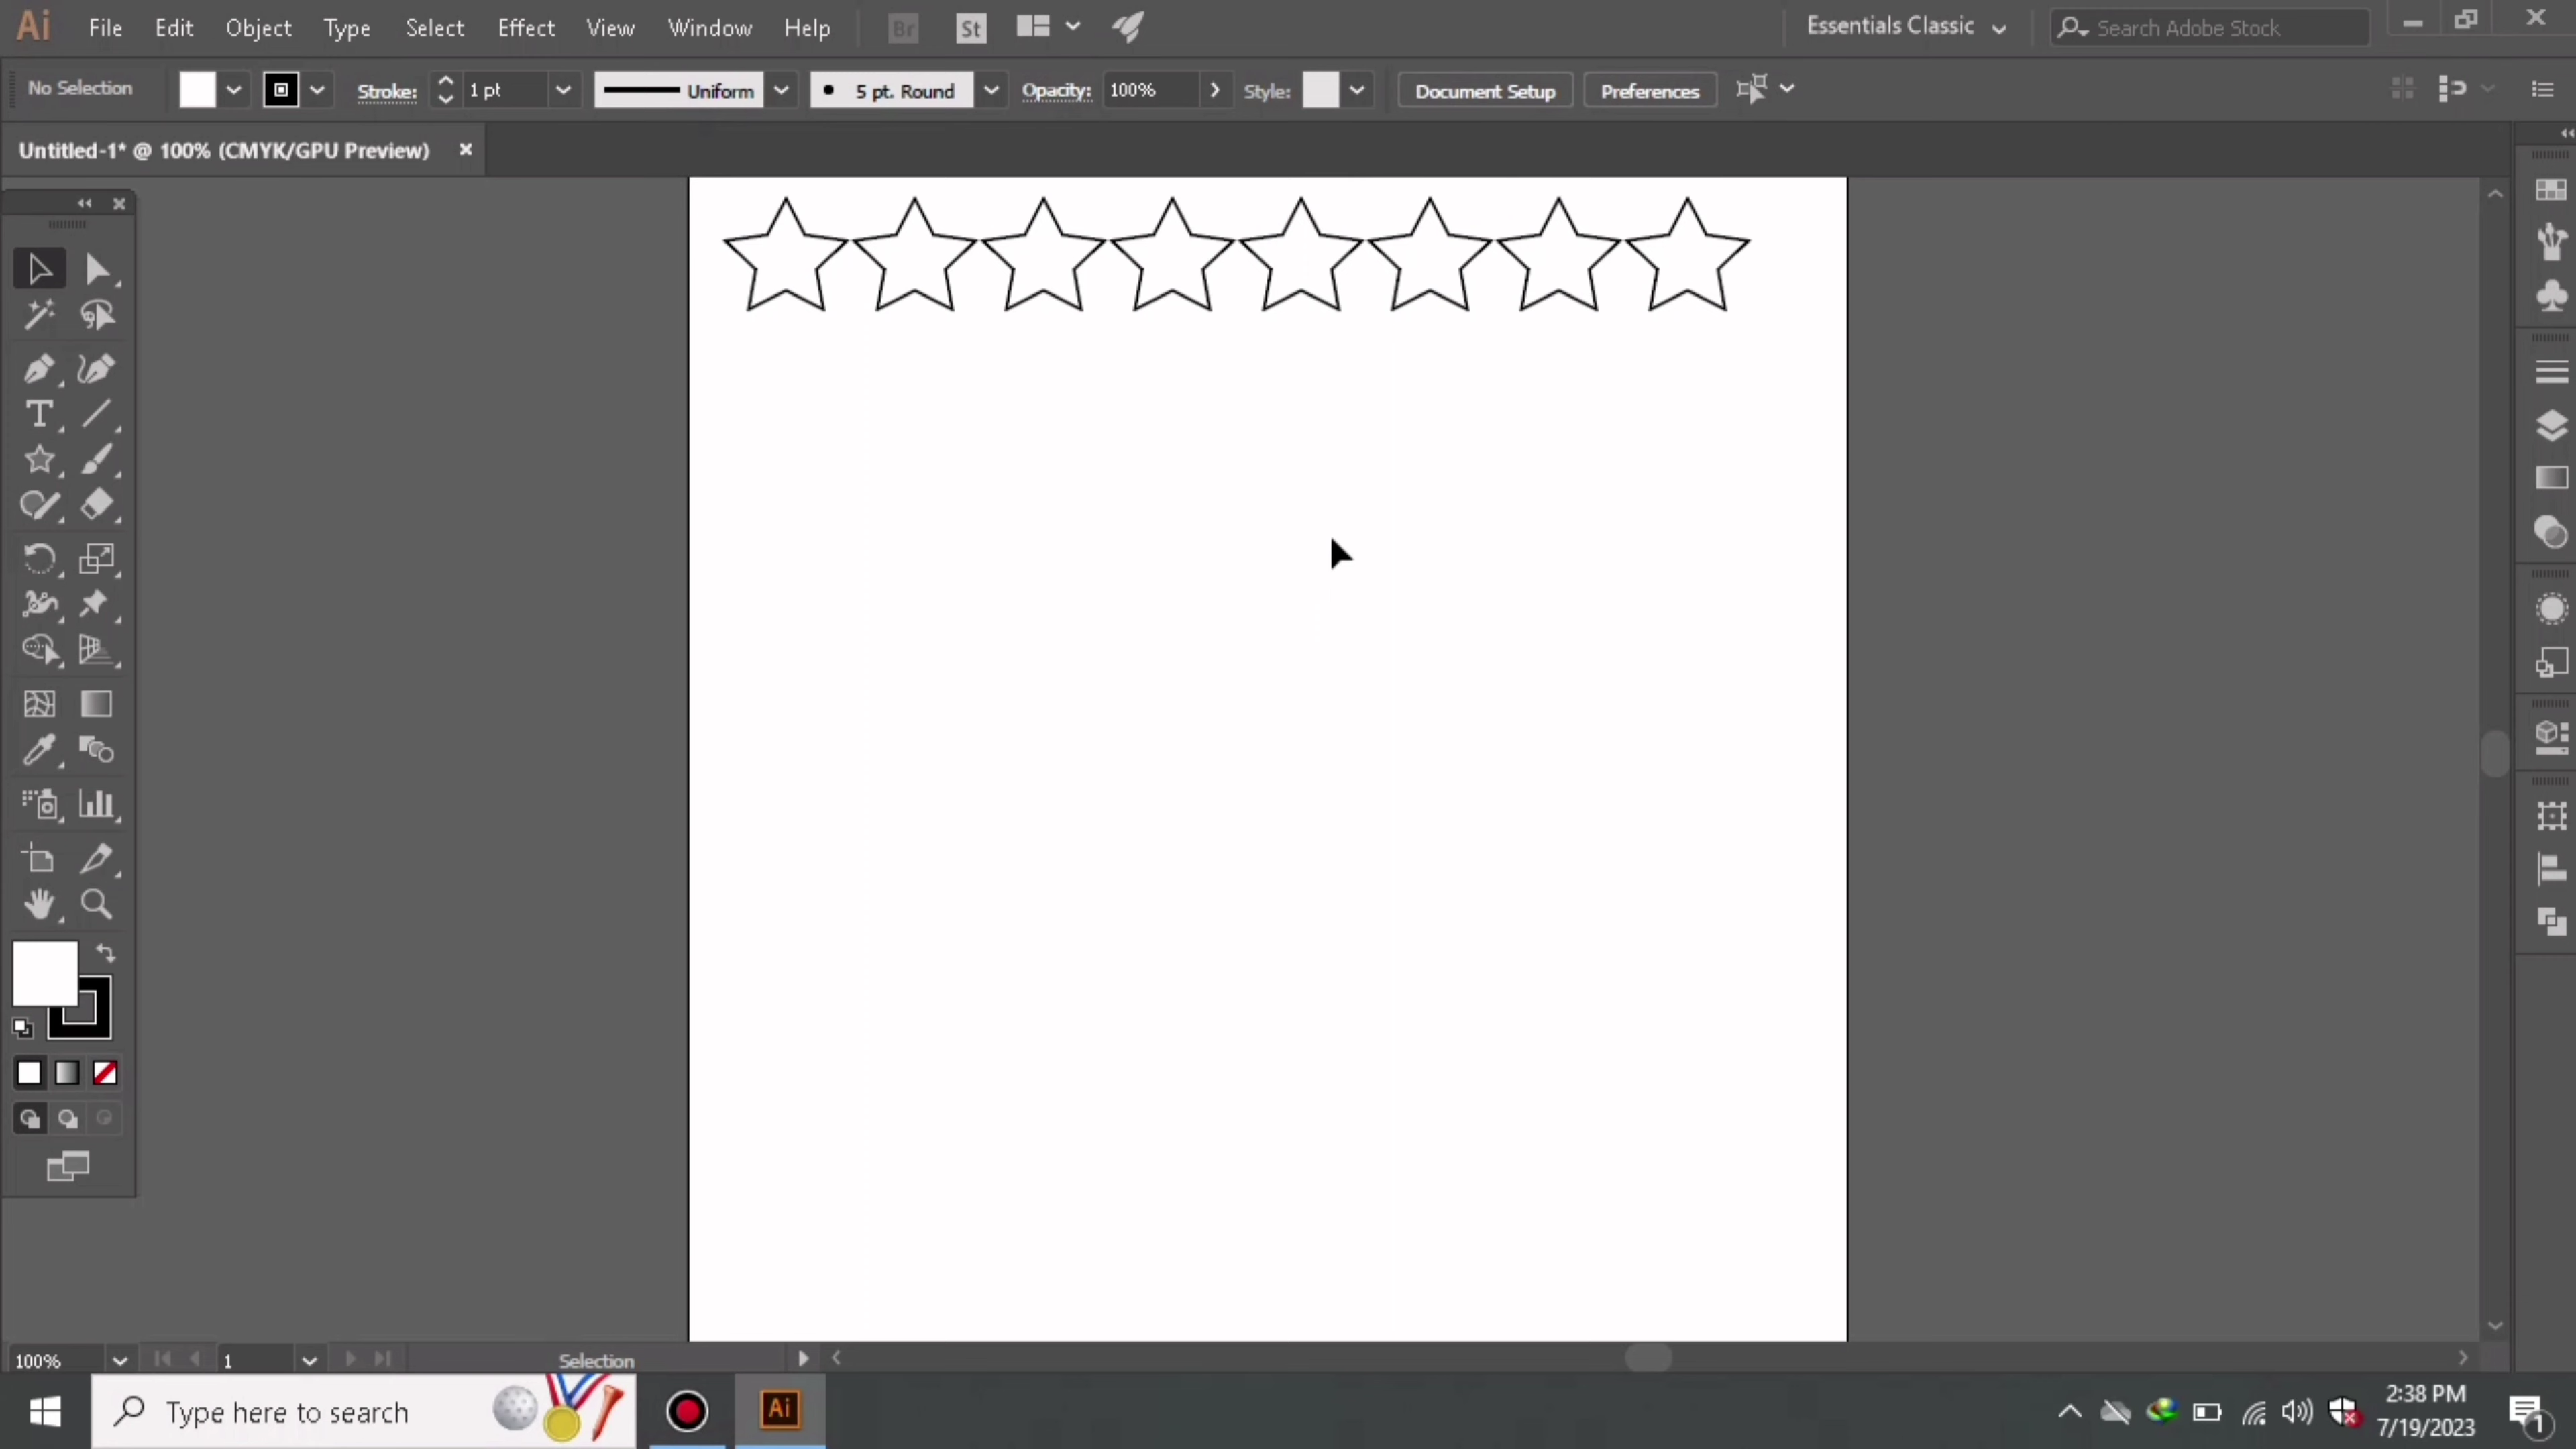 Ai File Edit Object Type Select Effect View Window Help Br St Essentials Classic Search Adobe Stock
No Selection Stroke: 1 pt Uniform 5 pt. Round Opacity: 100% Style: Document Setup Preferences
Untitled-1* @ 100% (CMYK/GPU Preview)
100% 1 Selection
Type here to search Ai 2:38 PM
7/19/2023 1